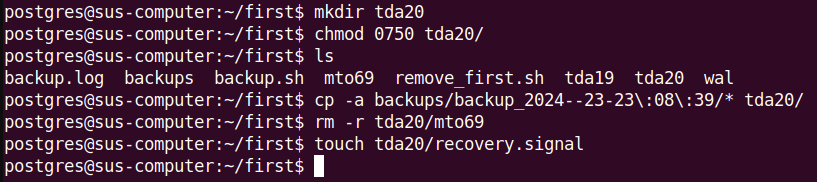 postgres@sus-computer:~/first$ mkdir tda20
postgres@sus-computer:~/first$ chmod 0750 tda20/
postgres@sus-computer:~/first$ ls
backup.log  backups  backup.sh  mto69  remove_first.sh  tda19  tda20  wal
postgres@sus-computer:~/first$ cp -a backups/backup_2024--23-23\:08\:39/* tda20/
postgres@sus-computer:~/first$ rm -r tda20/mto69
postgres@sus-computer:~/first$ touch tda20/recovery.signal
postgres@sus-computer:~/first$